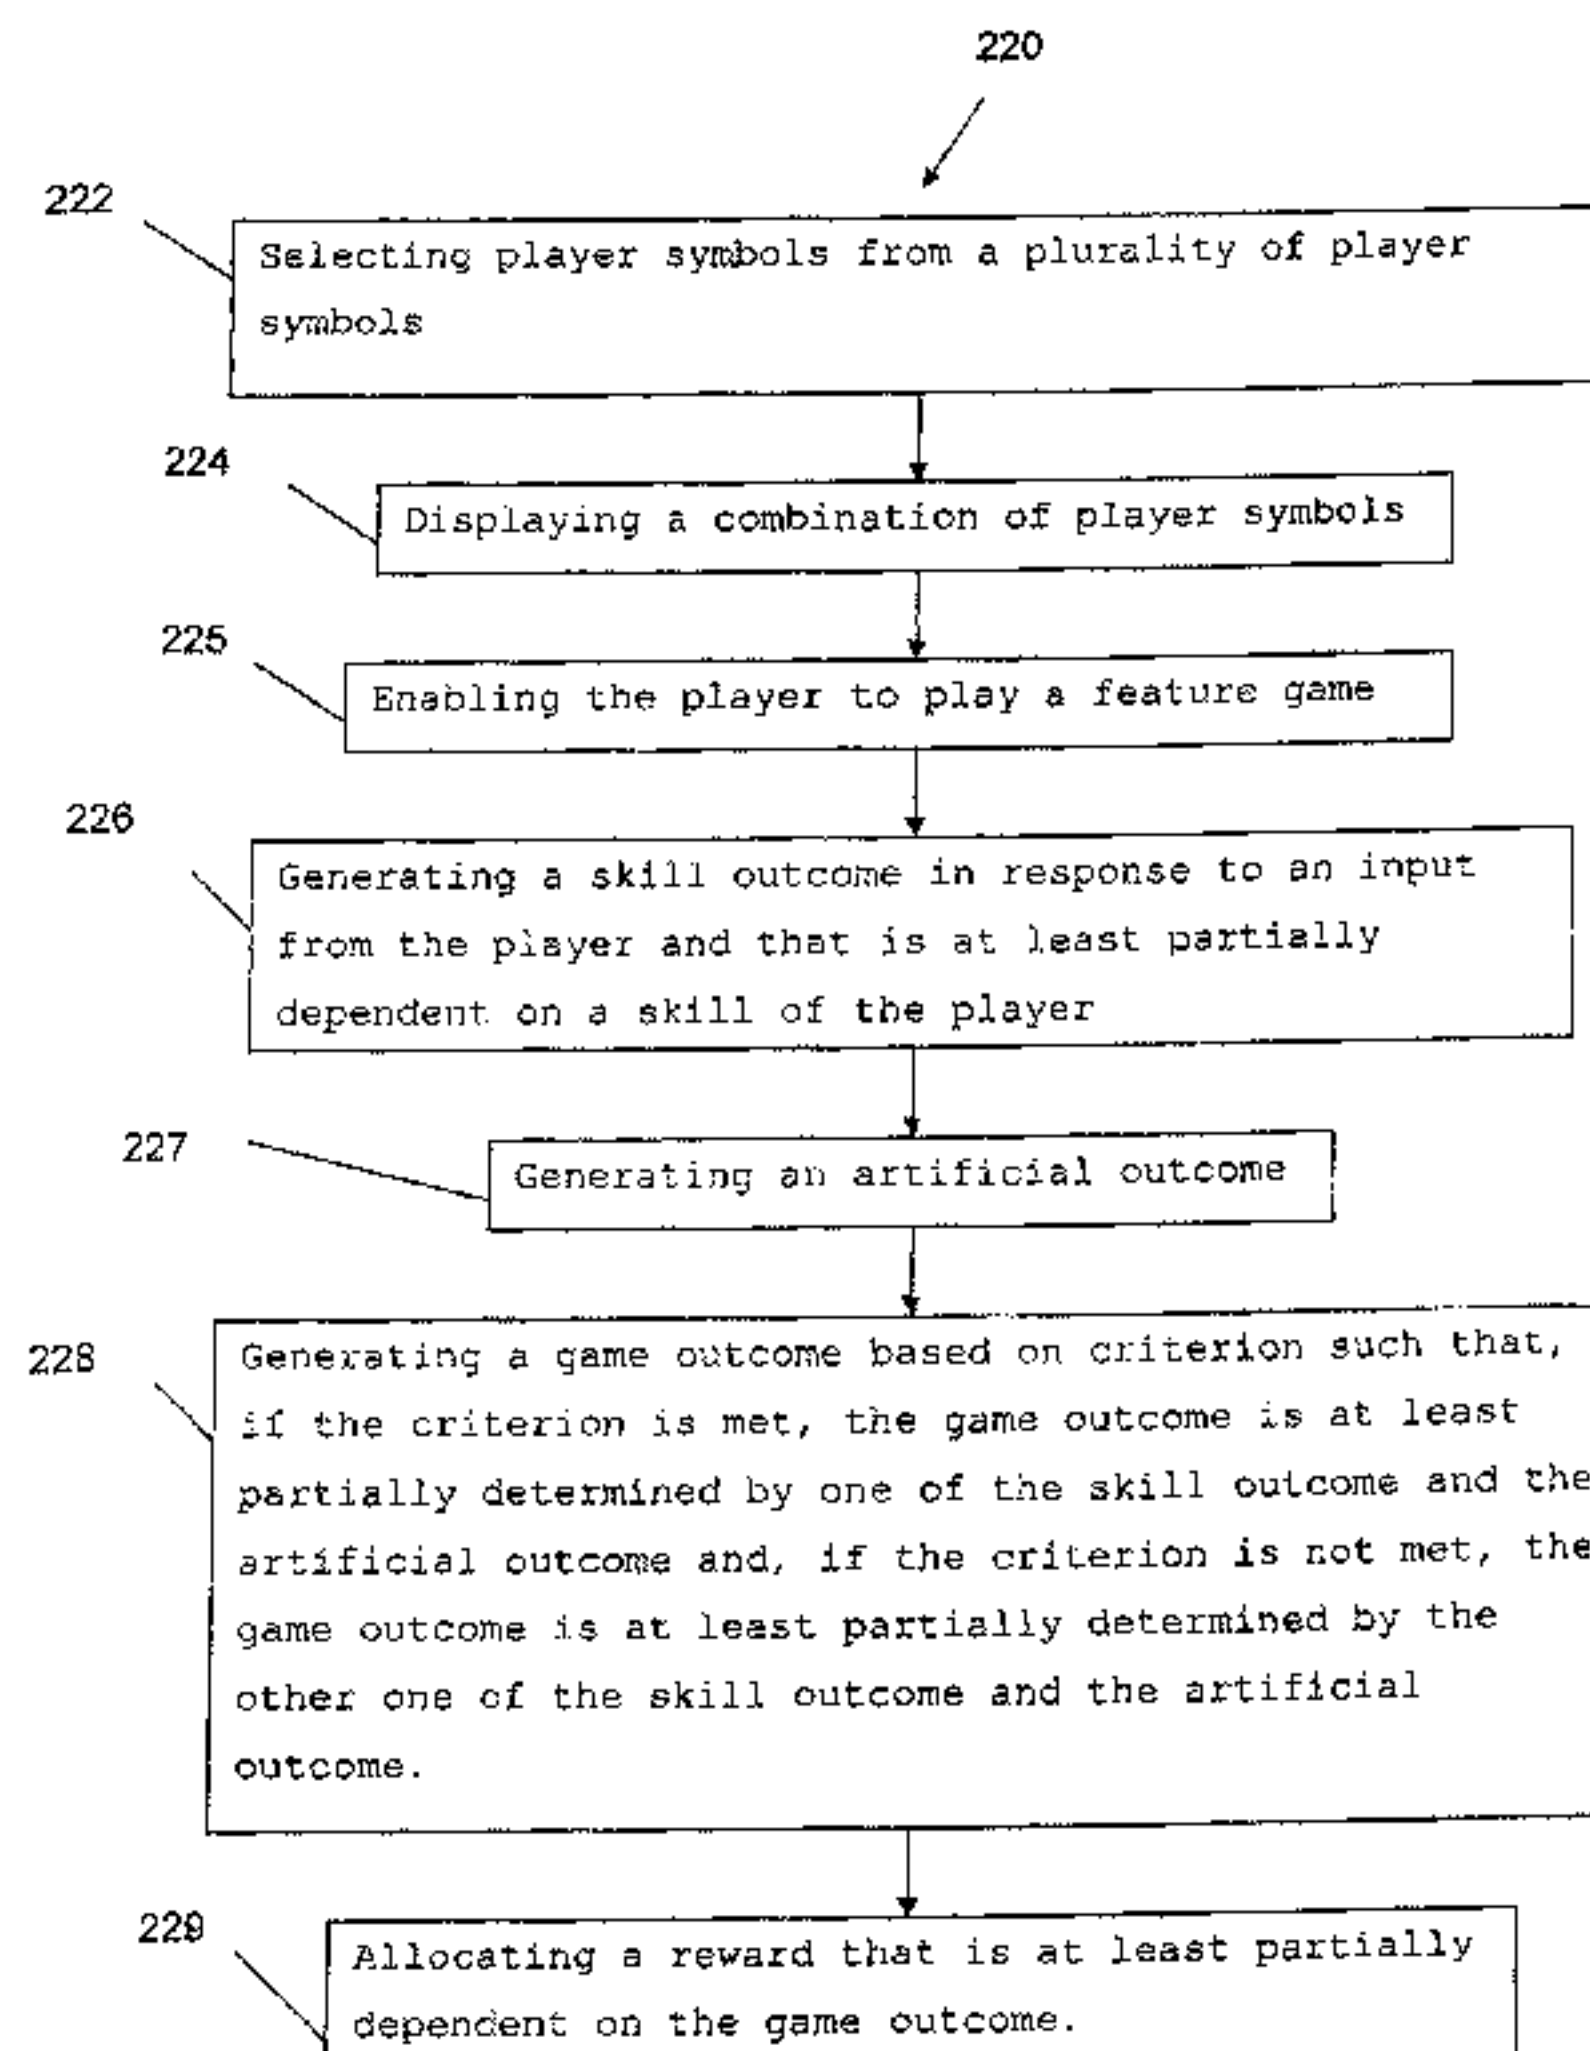 220
222
Selecting player symbols from a plurality of player
symbols
224
Displaying a combination of player symbols
225
Enabling the player to play a feature game
226
Generating a skill outcome in response to an input
from the player and that is at least partially
dependent on a skill of the player
227
Generating an artificial outcome
228
Generating a game outcome based on criterion such that,
if the criterion is met, the game outcome is at least
partially determined by one of the skill outcome and the
artificial outcome and, if the criterion is not met, the
game outcome is at least partially determined by the
other one of the skill outcome and the artificial
outcome.
229
Allocating a reward that is at least partially
dependent on the game outcome.